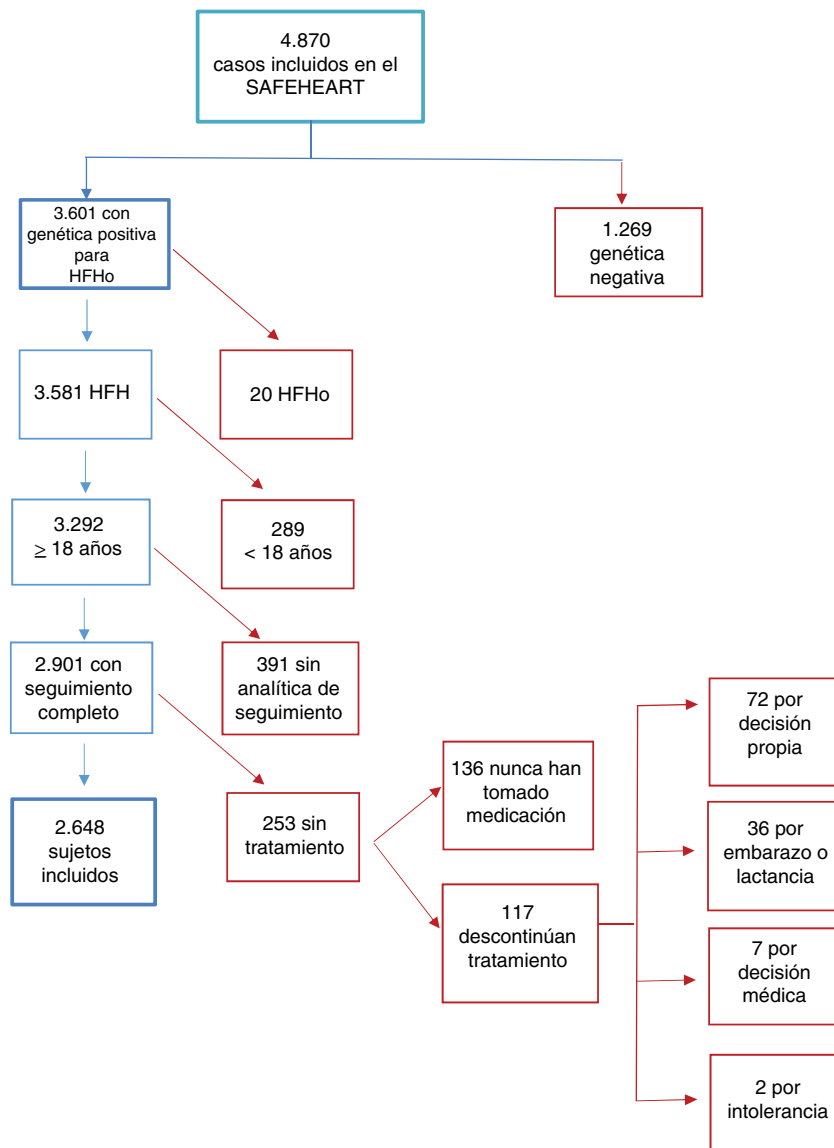 4.870
casos incluidos en el
SAFEHEART
3.601 con
genética positiva
para
HFHo
1.269
genética
negativa
3.581 HFH
20 HFHo
3.292
≥ 18 años
289
< 18 años
2.901 con
seguimiento
completo
391 sin
analítica de
seguimiento
2.648
sujetos
incluidos
253 sin
tratamiento
136 nunca han
tomado
medicación
117
descontinúan
tratamiento
72 por
decisión
propia
36 por
embarazo o
lactancia
7 por
decisión
médica
2 por
intolerancia